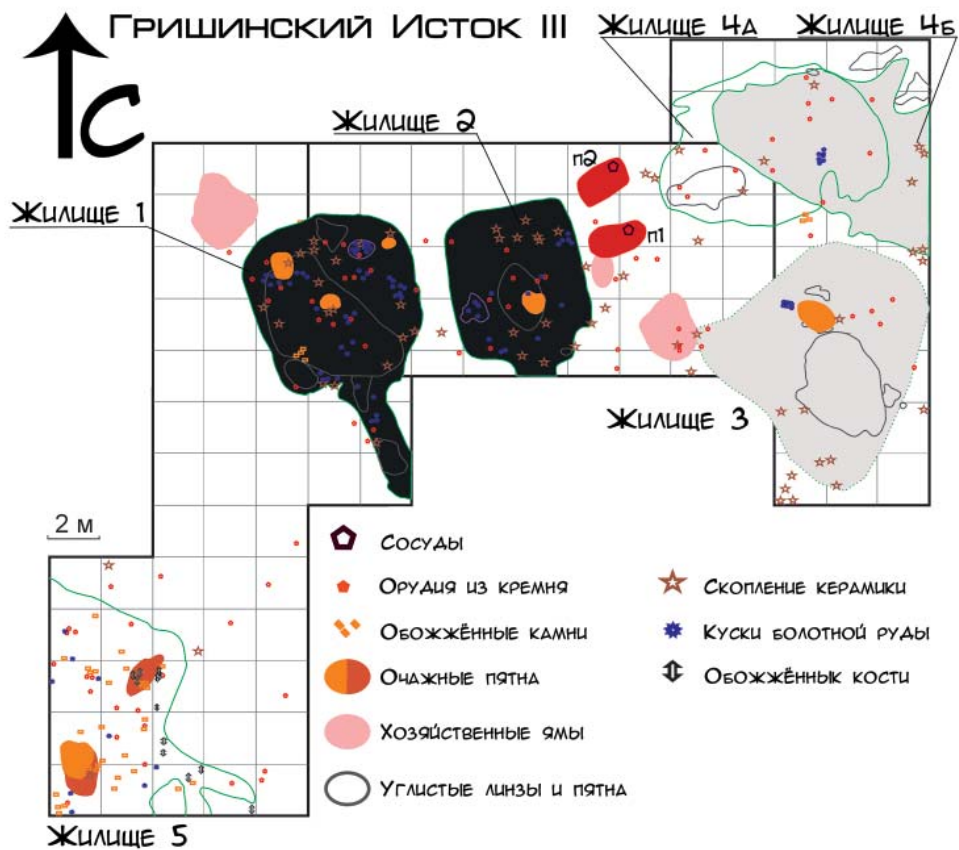 Гришинский Исток III
С
Жилище 4а
Жилище 4б
Жилище 2
п2
Жилище 1
п1
Жилище 3
2 м
Сосуды
Орудия из кремня
Обожжённые камни
Очажные пятна
Хозяйственные ямы
Углистые линзы и пятна
Скопление керамики
Куски болотной руды
Обожжённык кости
Жилище 5